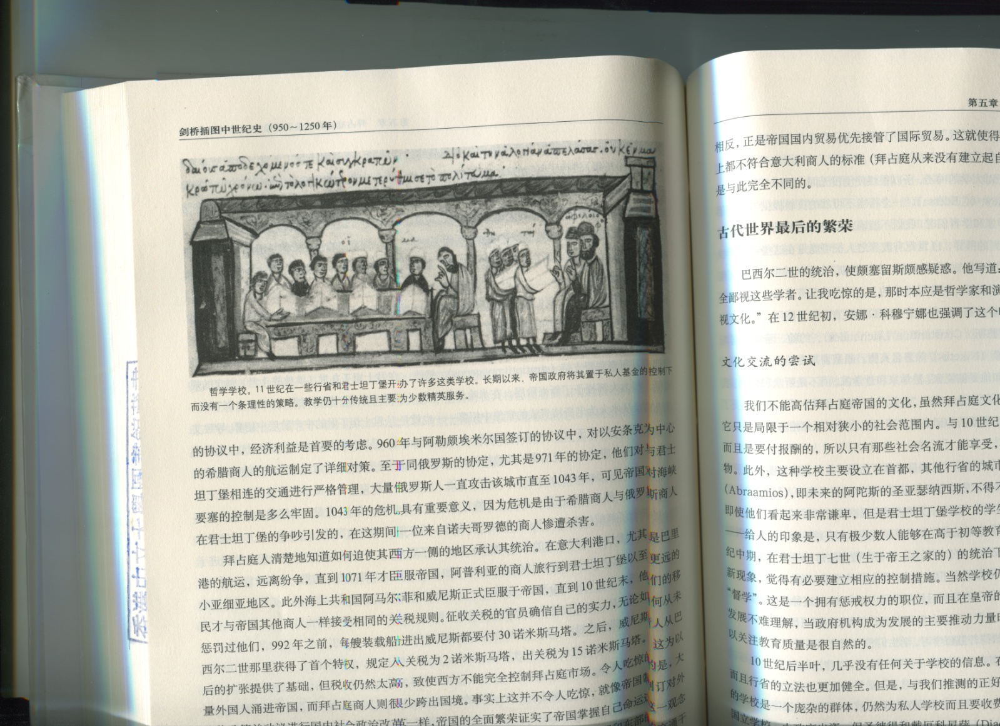 剑桥插图中世纪史（950～1250年）
哲学学校。11世纪在一些行省和君士坦丁堡开办了许多这类学校。长期以来，帝国政府将其置于私人基金的控制下
而没有一个条理性的策略。教学仍十分传统且主要为少数精英服务。
的协议中，经济利益是首要的考虑。960年与阿勒颇埃米尔国签订的协议中，对以安条克为中心
的希腊商人的航运制定了详细对策。至于同俄罗斯的协定，尤其是971年的协定，他们对与君士
坦丁堡相连的交通进行严格管理，大量俄罗斯人一直攻击该城市直至1043年，可见帝国对海峡
要塞的控制是多么牢固。1043年的危机具有重要意义，因为危机是由于希腊商人与俄罗斯商人
在君士坦丁堡的争吵引发的，在这期间一位来自诺夫哥罗德的商人惨遭杀害。
拜占庭人清楚地知道如何迫使其西方一侧的地区承认其统治。在意大利港口，尤其是巴里
港的航运，远离纷争，直到1071年才臣服帝国，阿普利亚的商人旅行到君士坦丁堡以至更远的
小亚细亚地区。此外海上共和国阿马尔菲和威尼斯正式臣服于帝国，直到10世纪末，他们的移
民才与帝国其他商人一样接受相同的关税规则。征收关税的官员确信自己的实力，无论如何从未
惩罚过他们，992年之前，每艘装载船进出威尼斯都要付30诺米斯马塔。之后，威尼斯人从巴
西尔二世那里获得了首个特权，规定入关税为2诺米斯马塔，出关税为15诺米斯马塔。这为以
后的扩张提供了基础，但税收仍然太高，致使西方不能完全控制拜占庭市场。令人吃惊的是，大
量外国人涌进帝国，而拜占庭商人则很少跨出国境。事实上这并不令人吃惊，就像帝国制订对外
一样，帝国的全面繁荣证实了帝国掌握自己命运这一观念
第五章
相反，正是帝国国内贸易优先接管了国际贸易。这就使得
上都不符合意大利商人的标准（拜占庭从来没有建立起自
是与此完全不同的。
古代世界最后的繁荣
巴西尔二世的统治，使颇塞留斯颇感疑惑。他写道：
全鄙视这些学者。让我吃惊的是，那时本应是哲学家和演
视文化。”在12世纪初，安娜·科穆宁娜也强调了这个
文化交流的尝试
我们不能高估拜占庭帝国的文化，虽然拜占庭文化
它只是局限于一个相对狭小的社会范围内。与10世纪
而且是要付报酬的，所以只有那些社会名流才能享受，
物。此外，这种学校主要设立在首都，其他行省的城市
(Abraamios)，即未来的阿陀斯的圣亚瑟纳西斯，不得不
即使他们看起来非常谦卑，但是君士坦丁堡学校的学生
——给人的印象是，只有极少数人能够在高于初等教育
纪中期，在君士坦丁七世（生于帝王之家的）的统治下
新现象，觉得有必要建立相应的控制措施。当然学校仍
“督学”。这是一个拥有惩戒权力的职位，而且在皇帝的
发展不难理解，当政府机构成为发展的主要推动力量时
以关注教育质量是很自然的。
10世纪后半叶，几乎没有任何关于学校的信息。在
而且行省的立法也更加健全。但是，与我们推测的正好
的学校是一个庞杂的群体，仍然为私人学校而且要收费